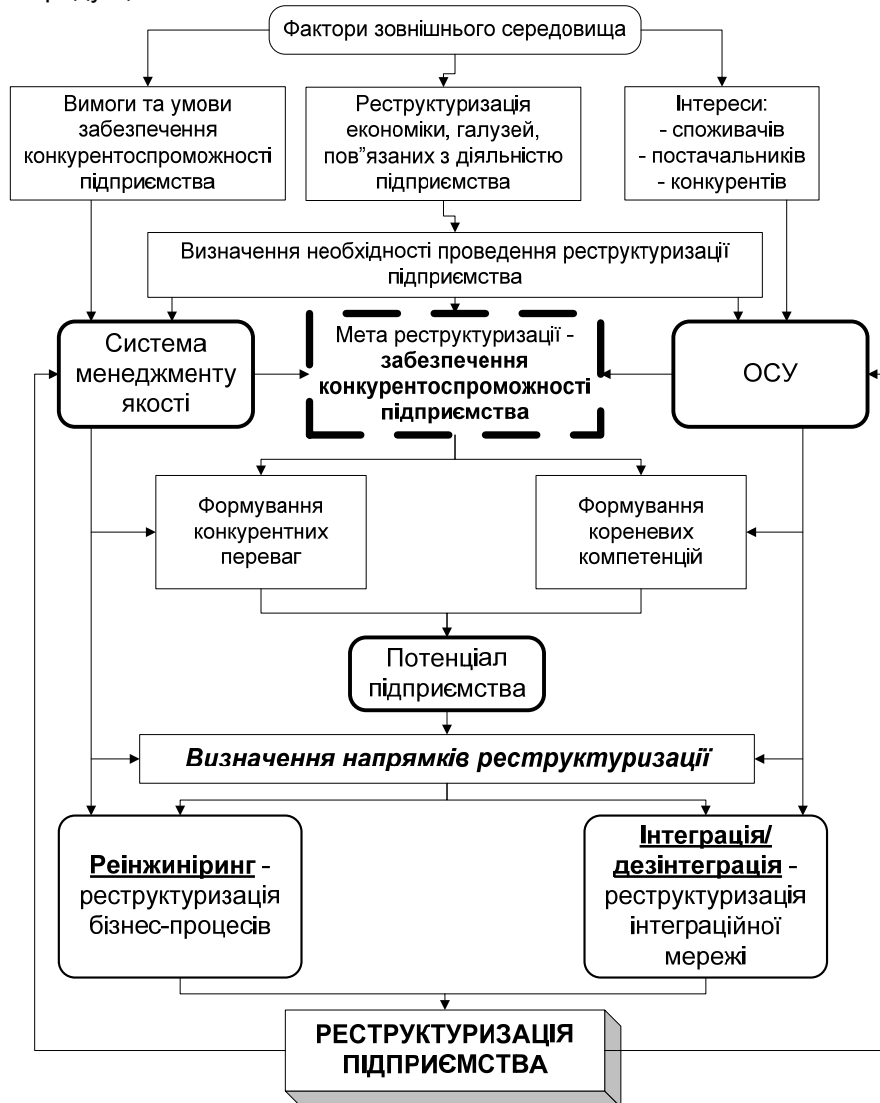 Фактори зовнішнього середовища
Вимоги та умови
забезпечення
конкурентоспроможності
підприємства
Реструктуризація
економіки, галузей,
пов"язаних з діяльністю
підприємства
Інтереси:
- споживачів
- постачальників
- конкурентів
Визначення необхідності проведення реструктуризації
підприємства
Система
менеджменту
якості
Мета реструктуризації -
забезпечення
конкурентоспроможності
підприємства
ОСУ
Формування
конкурентних
переваг
Формування
кореневих
компетенцій
Потенціал
підприємства
Визначення напрямків реструктуризації
Реінжиніринг -
реструктуризація
бізнес-процесів
Інтеграція/
дезінтеграція -
реструктуризація
інтеграційної
мережі
РЕСТРУКТУРИЗАЦІЯ
ПІДПРИЄМСТВА